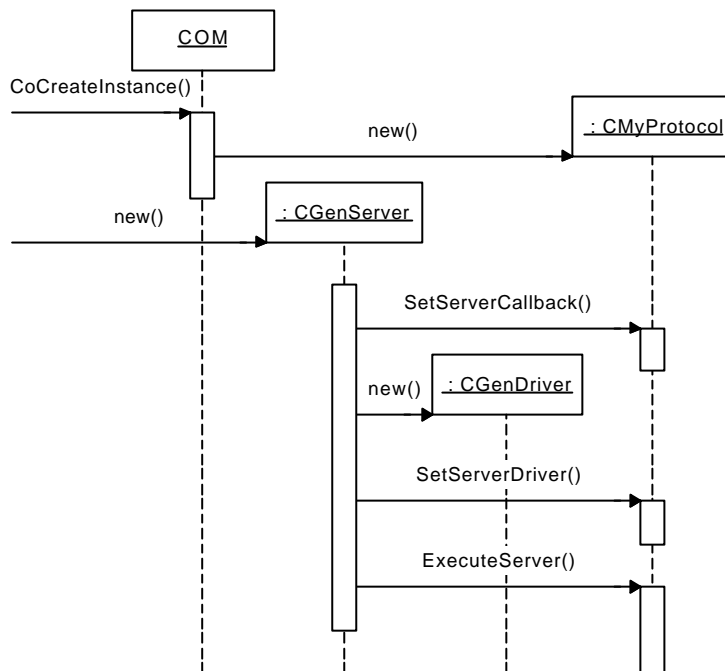 COM
CoCreateInstance()
new()
: CMyProtocol
new()
: CGenServer
SetServerCallback()
new()
: CGenDriver
SetServerDriver()
ExecuteServer()